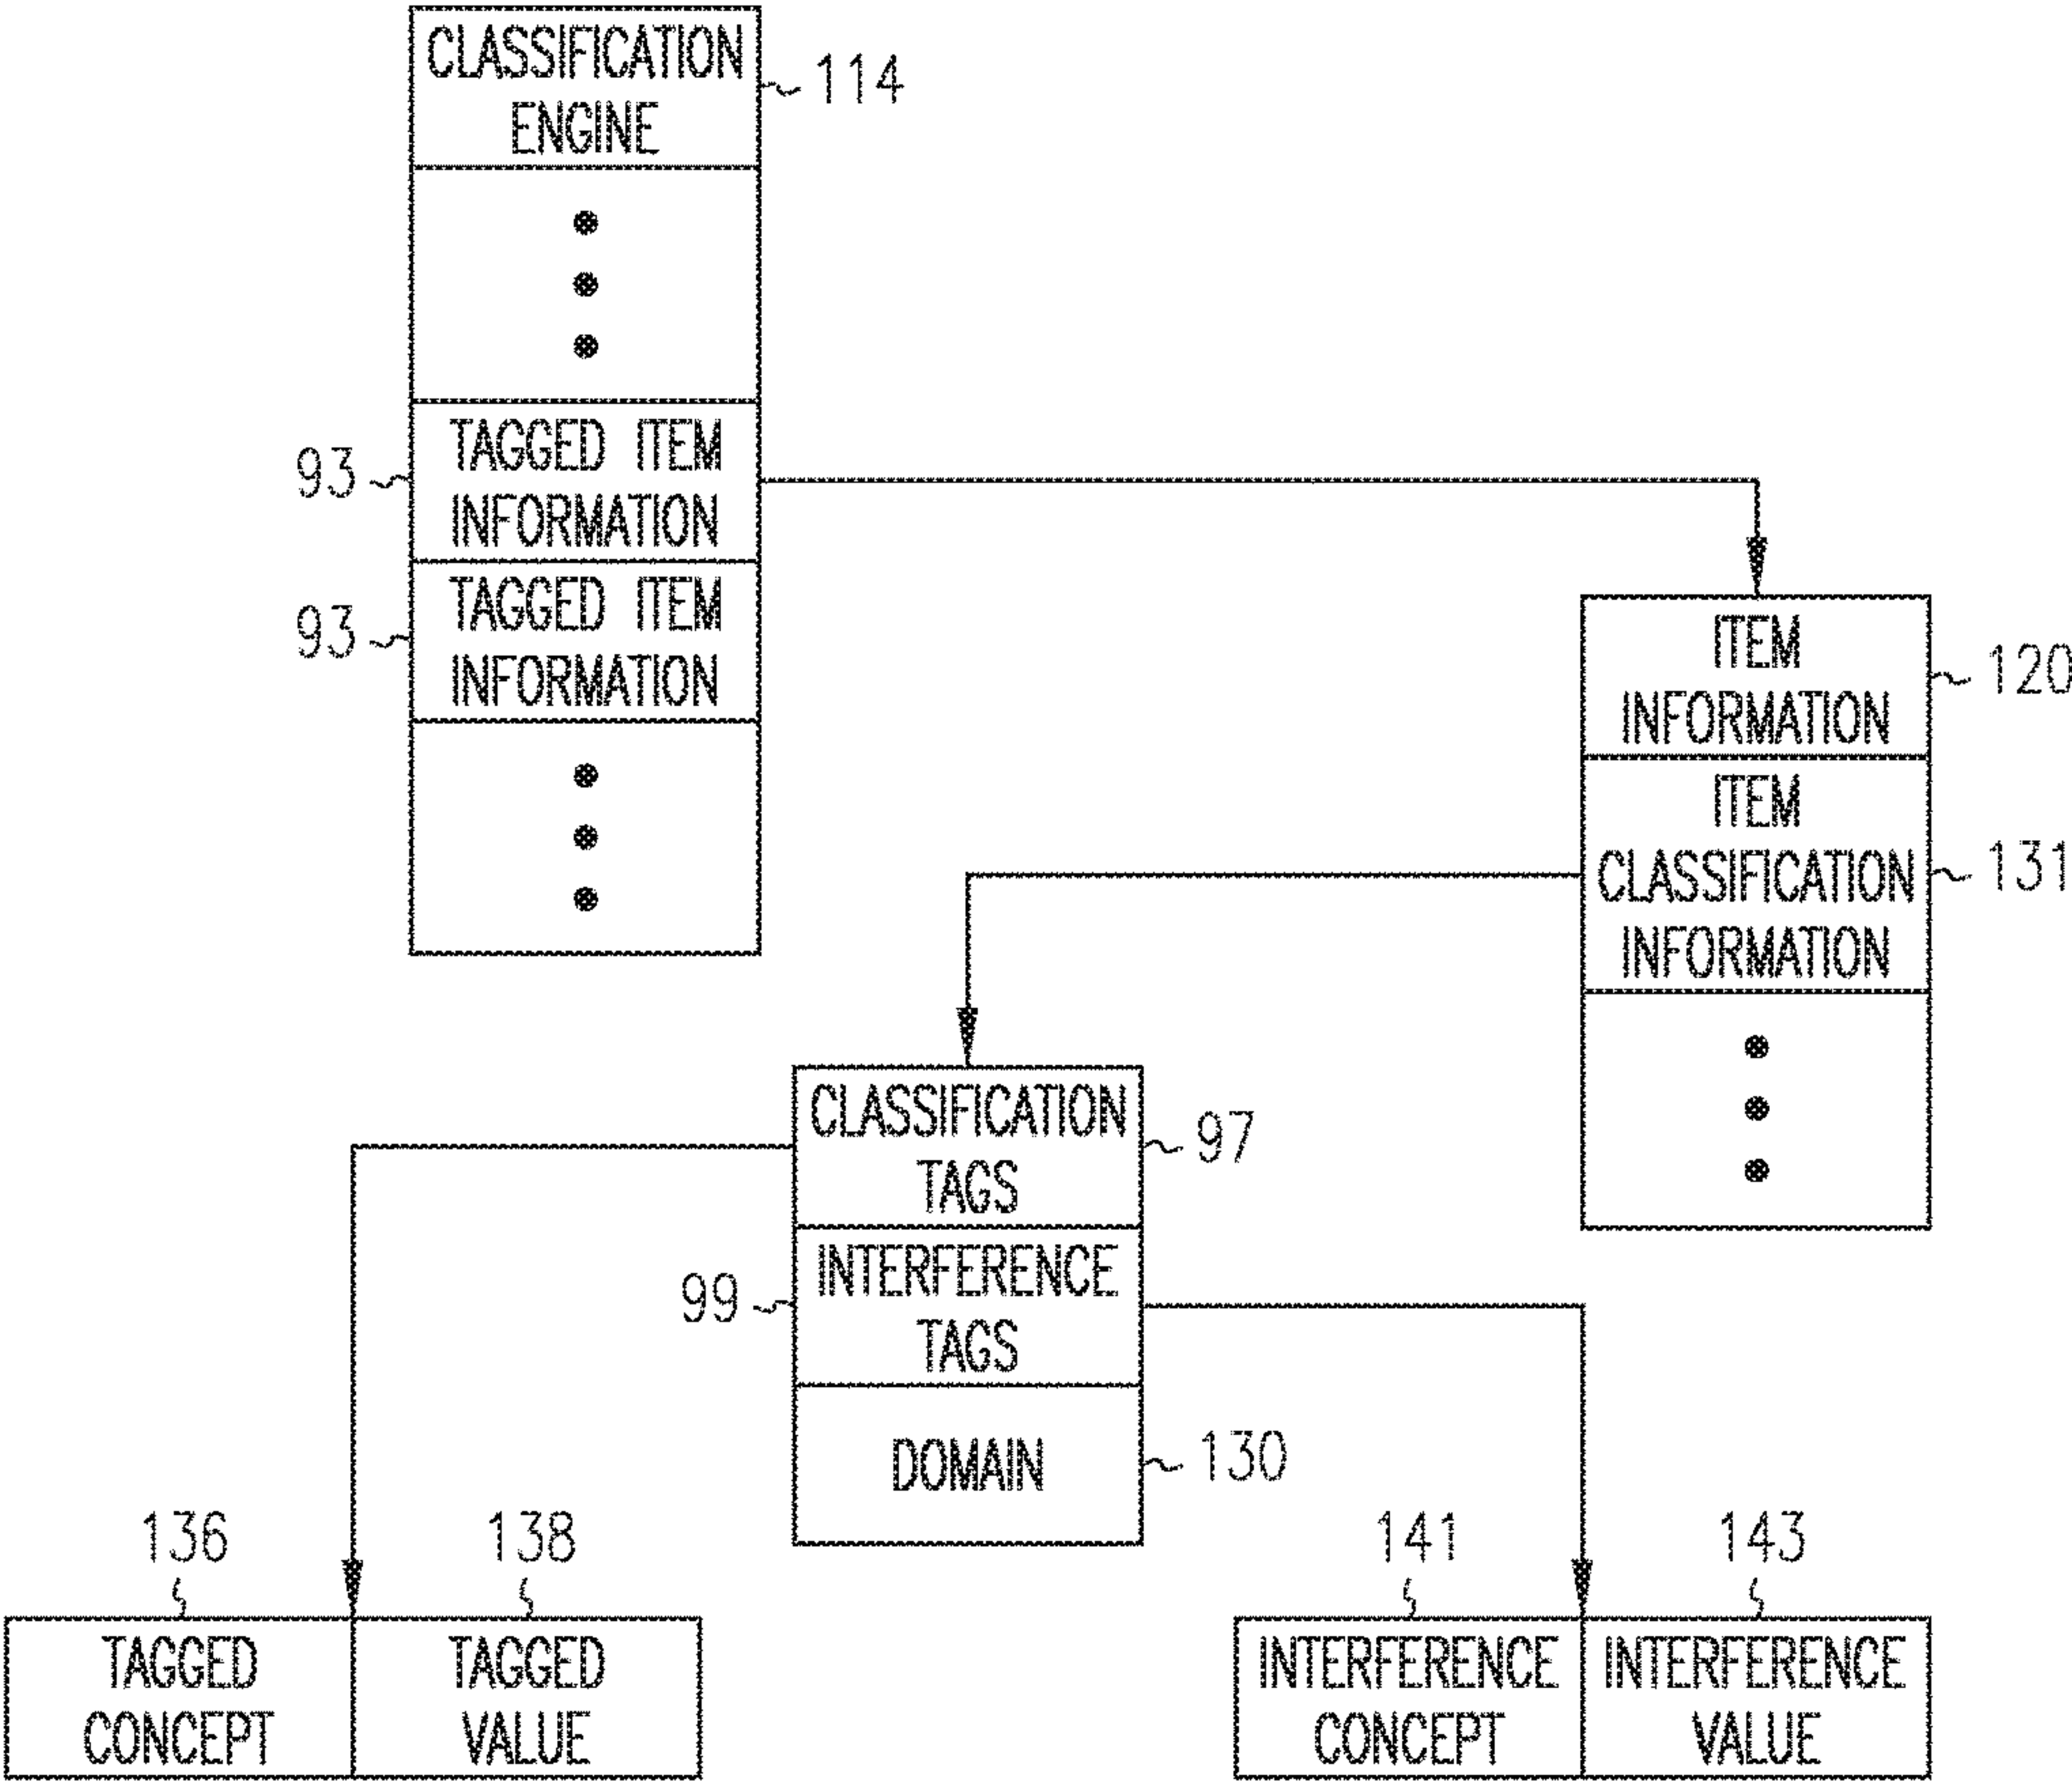 CLASSIFICATION
ENGINE
114
93
TAGGED ITEM
INFORMATION
93
TAGGED ITEM
INFORMATION
ITEM
INFORMATION
120
ITEM
CLASSIFICATION
INFORMATION
131
CLASSIFICATION
TAGS
97
99
INTERFERENCE
TAGS
DOMAIN
130
136
138
TAGGED
CONCEPT
TAGGED
VALUE
141
143
INTERFERENCE
CONCEPT
INTERFERENCE
VALUE